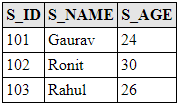 S_ID S_NAME S_AGE
101 Gaurav 24
102 Ronit 30
103 Rahul 26